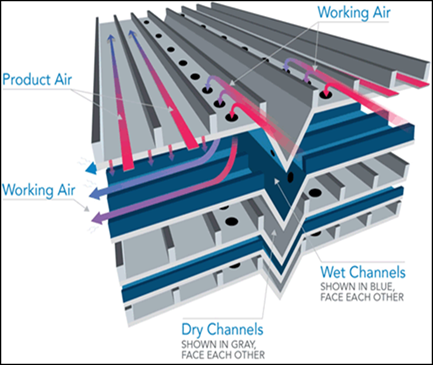 Working Air
Product Air
Working Air
Wet Channels
SHOWN IN BLUE,
FACE EACH OTHER
Dry Channels
SHOWN IN GRAY,
FACE EACH OTHER